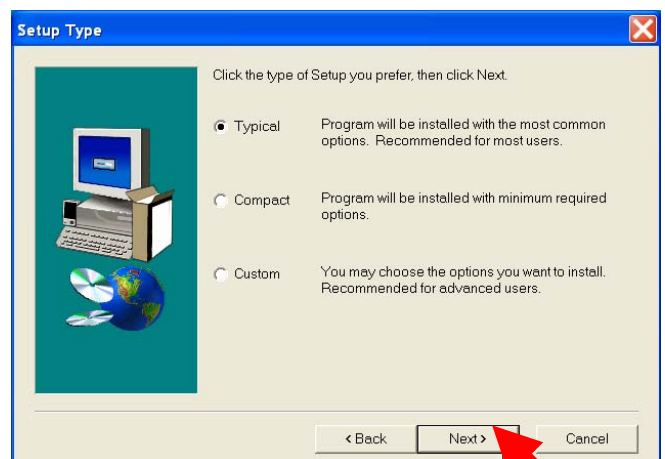 Setup Type
Click the type of Setup you prefer, then click Next.
Typical
Program will be installed with the most common
options. Recommended for most users.
Compact
Program will be installed with minimum required
options.
Custom
You may choose the options you want to install.
Recommended for advanced users.
< Back
Next >
Cancel